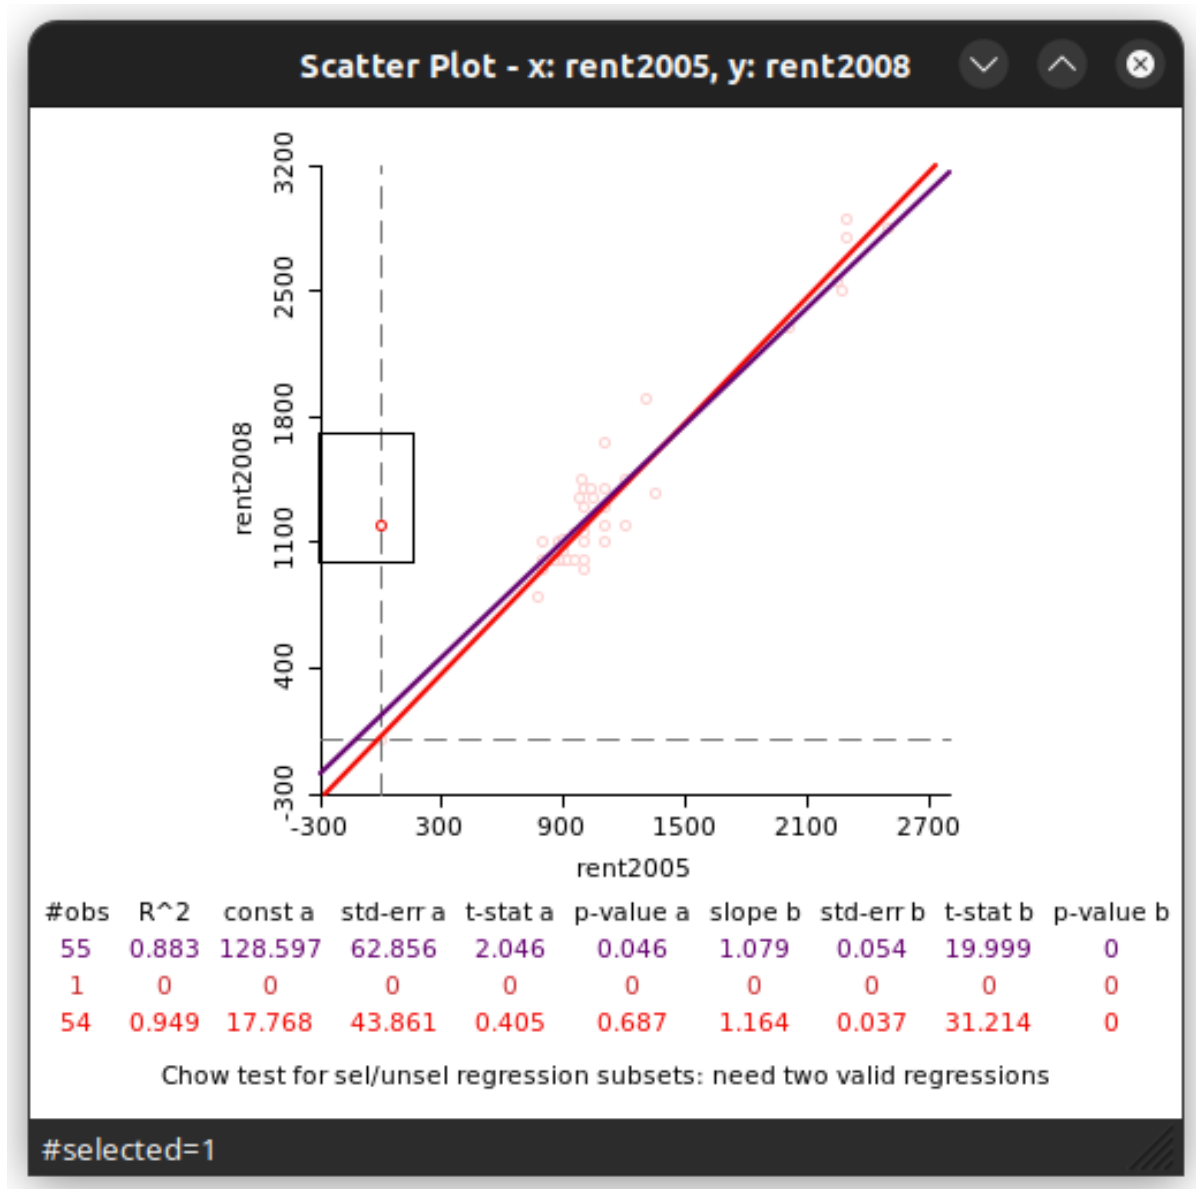 Scatter Plot - x: rent2005, y: rent2008
3200
2500
1800
1100
400
-300
rent2008
-300 300 900 1500 2100 2700
rent2005
#obs R^2 const a std-err a t-stat a p-value a slope b std-err b t-stat b p-value b
55 0.883 128.597 62.856 2.046 0.046 1.079 0.054 19.999 0
1 0 0 0 0 0 0 0 0 0
54 0.949 17.768 43.861 0.405 0.687 1.164 0.037 31.214 0
Chow test for sel/unsel regression subsets: need two valid regressions
#selected=1